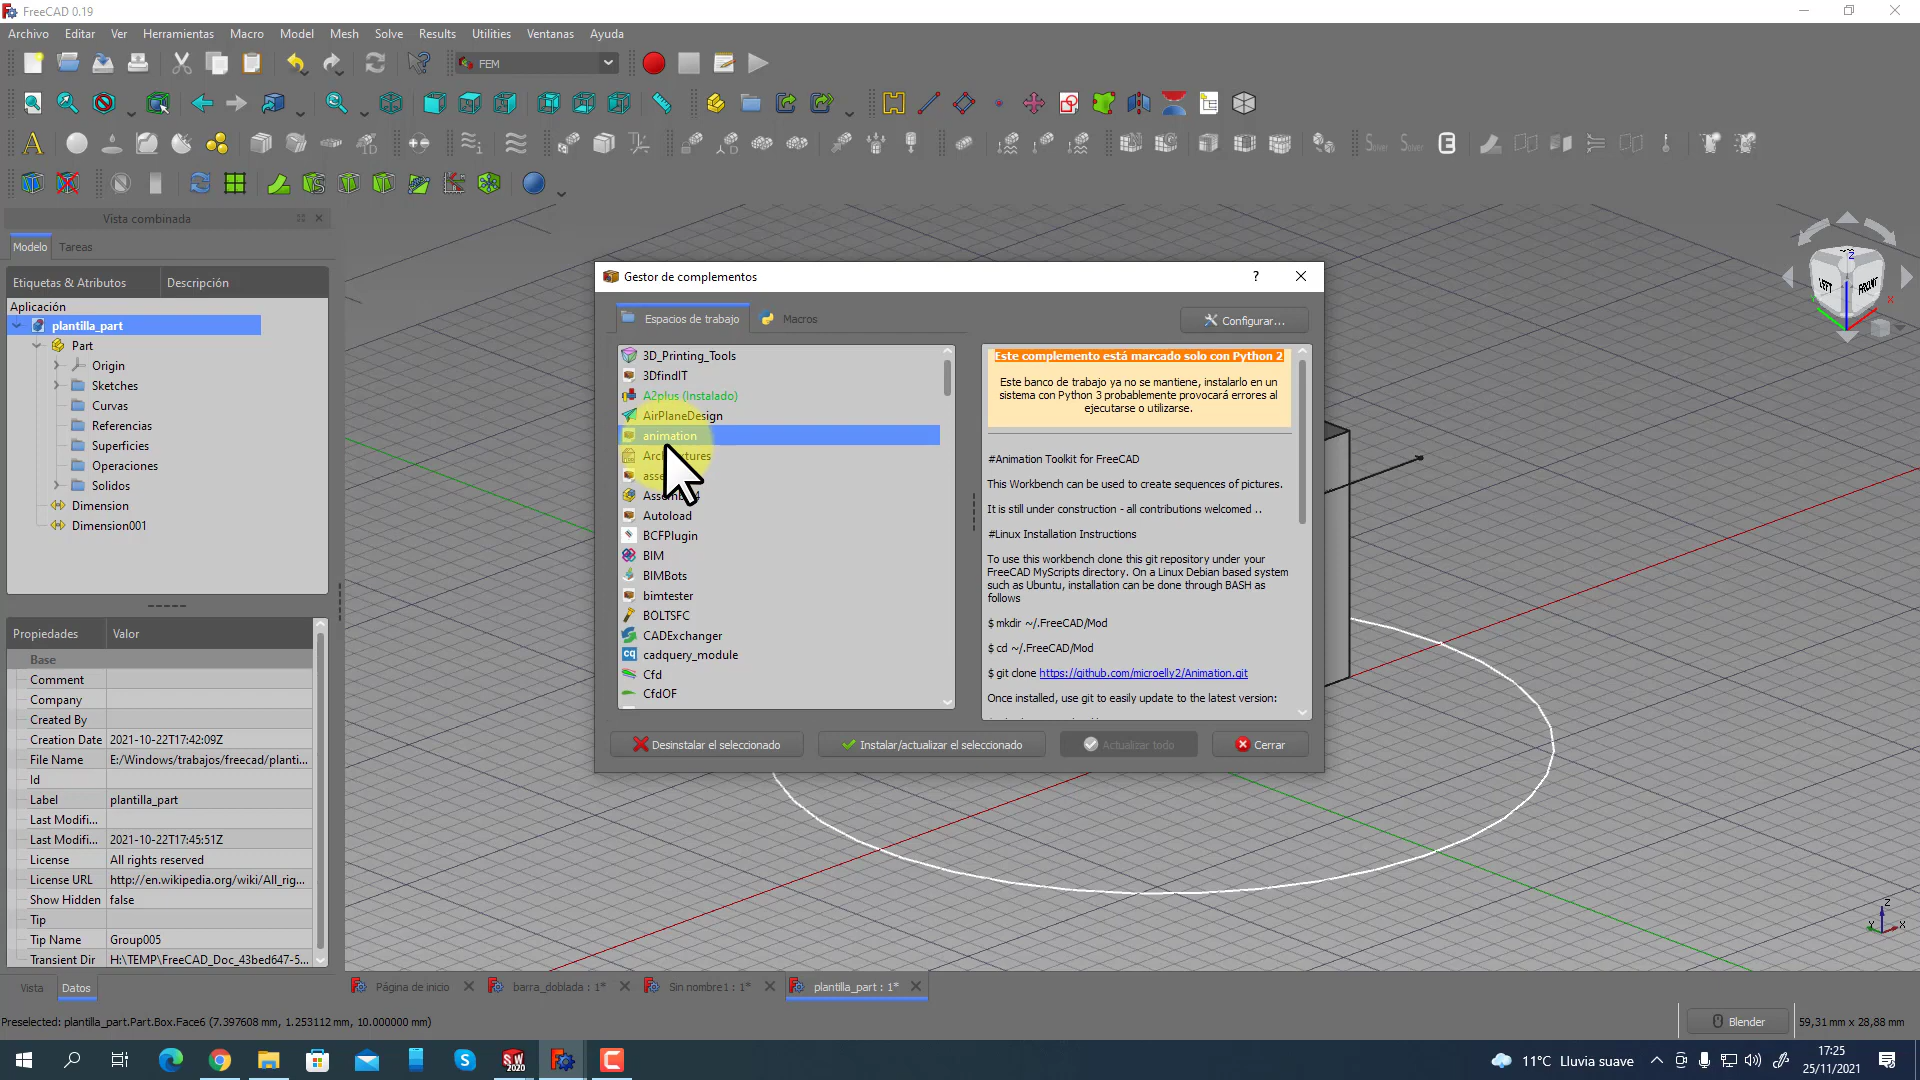 FreeCAD 0.19
Archivo Editar Ver Herramientas Macro Model Mesh Solve Results Utilities Ventanas Ayuda
FEM
Vista combinada
Modelo Tareas
Etiquetas & Atributos Descripción
Aplicación
plantilla_part
Part
Origin
Sketches
Curvas
Referencias
Superficies
Operaciones
Solidos
Dimension
Dimension001
Propiedades Valor
Base
Comment
Company
Created By
Creation Date 2021-10-22T17:42:09Z
File Name E:/Windows/trabajos/freecad/planti...
Id
Label plantilla_part
Last Modifi...
Last Modifi... 2021-10-22T17:45:51Z
License All rights reserved
License URL http://en.wikipedia.org/wiki/All_rig...
Show Hidden false
Tip
Tip Name Group005
Transient Dir H:\TEMP\FreeCAD_Doc_43bed647-5...
Vista Datos
Gestor de complementos
?
Espacios de trabajo Macros
Configurar...
3D_Printing_Tools
3DfindIT
A2plus (Instalado)
AirPlaneDesign
animation
Autoload
BCFPlugin
BIM
BIMBots
bimtester
BOLTSFC
CADExchanger
cadquery_module
Cfd
CfdOF
Este complemento está marcado solo con Python 2
Este banco de trabajo ya no se mantiene, instalarlo en un
sistema con Python 3 probablemente provocará errores al
ejecutarse o utilizarse.
#Animation Toolkit for FreeCAD
This Workbench can be used to create sequences of pictures.
It is still under construction - all contributions welcomed ..
#Linux Installation Instructions
To use this workbench clone this git repository under your
FreeCAD MyScripts directory. On a Linux Debian based system
such as Ubuntu, installation can be done through BASH as
follows
$ mkdir ~/.FreeCAD/Mod
$ cd ~/.FreeCAD/Mod
$ git clone https://github.com/microelly2/Animation.git
Once installed, use git to easily update to the latest version:
Desinstalar el seleccionado Instalar/actualizar el seleccionado Actualizar todo Cerrar
LEFT FRONT
Z
X
Z
Y X
Página de inicio barra_doblada : 1* Sin nombre1 : 1* plantilla_part : 1*
Preselected: plantilla_part.Part.Box.Face6 (7.397608 mm, 1.253112 mm, 10.000000 mm)
Blender 59,31 mm x 28,88 mm
SW
2020
11°C Lluvia suave
17:25
25/11/2021